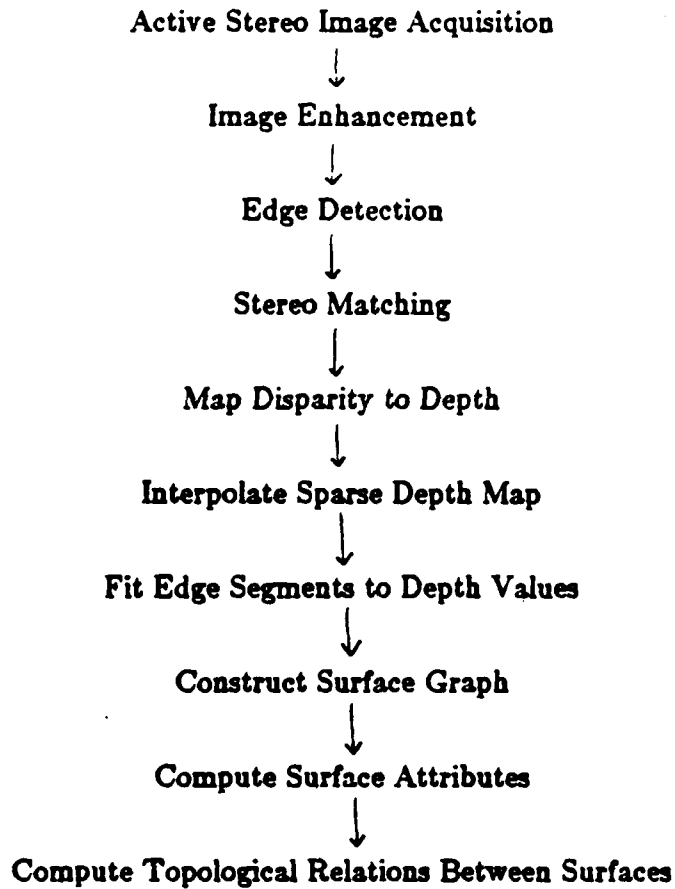 Active Stereo Image Acquisition
Image Enhancement
Edge Detection
Stereo Matching
Map Disparity to Depth
Interpolate Sparse Depth Map
Fit Edge Segments to Depth Values
Construct Surface Graph
Compute Surface Attributes
Compute Topological Relations Between Surfaces